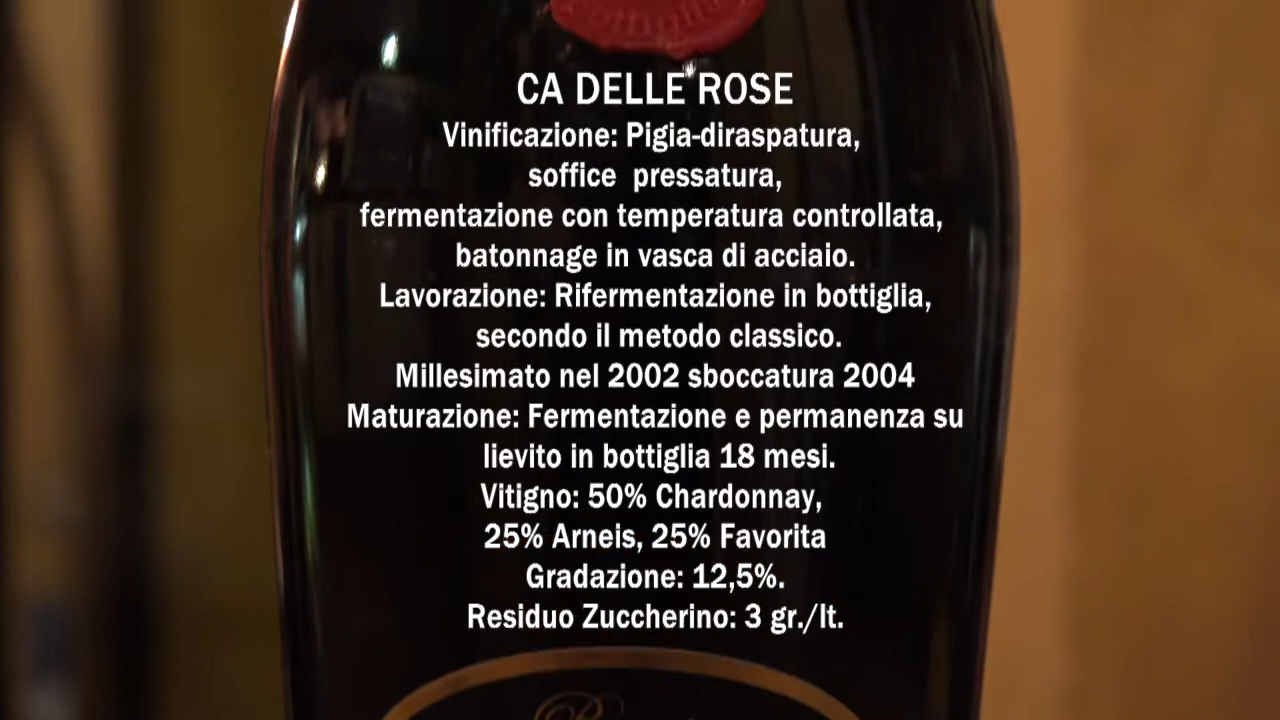 CA DELLE ROSE
Vinificazione: Pigia-diraspatura,
soffice pressatura,
fermentazione con temperatura controllata,
batonnage in vasca di acciaio.
Lavorazione: Rifermentazione in bottiglia,
secondo il metodo classico.
Millesimato nel 2002 sboccatura 2004
Maturazione: Fermentazione e permanenza su
lievito in bottiglia 18 mesi.
Vitigno: 50% Chardonnay,
25% Arneis, 25% Favorita
Gradazione: 12,5%.
Residuo Zuccherino: 3 gr./lt.